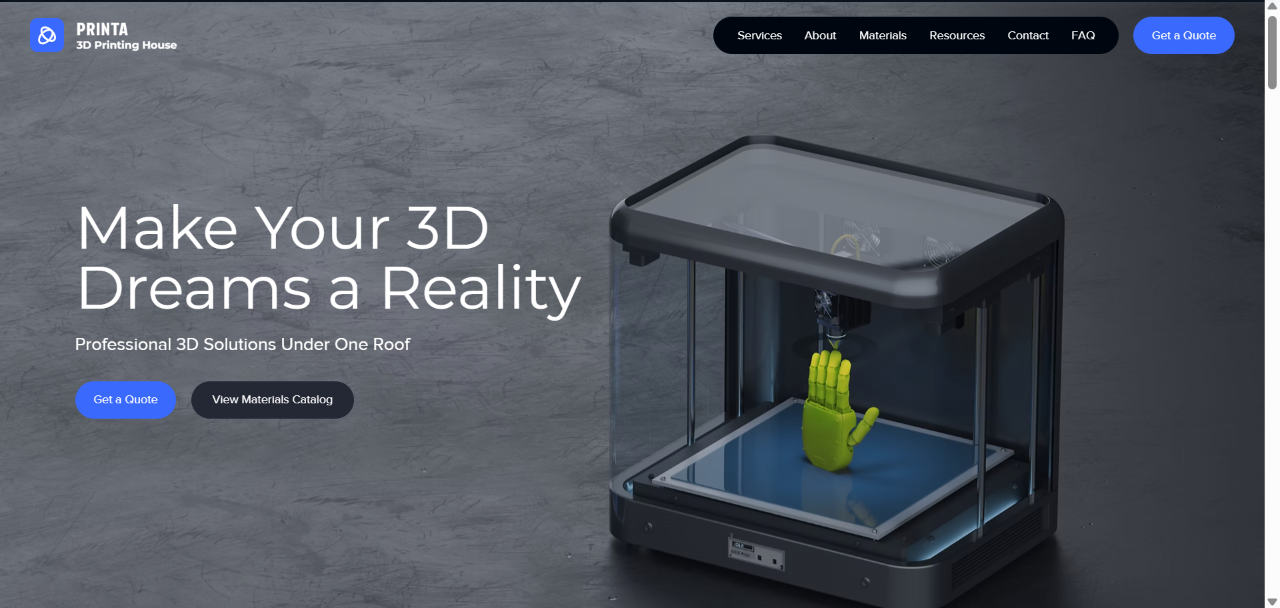 PRINTA
3D Printing House
Services
About
Materials
Resources
Contact
FAQ
Get a Quote
Make Your 3D
Dreams a Reality
Professional 3D Solutions Under One Roof
Get a Quote
View Materials Catalog